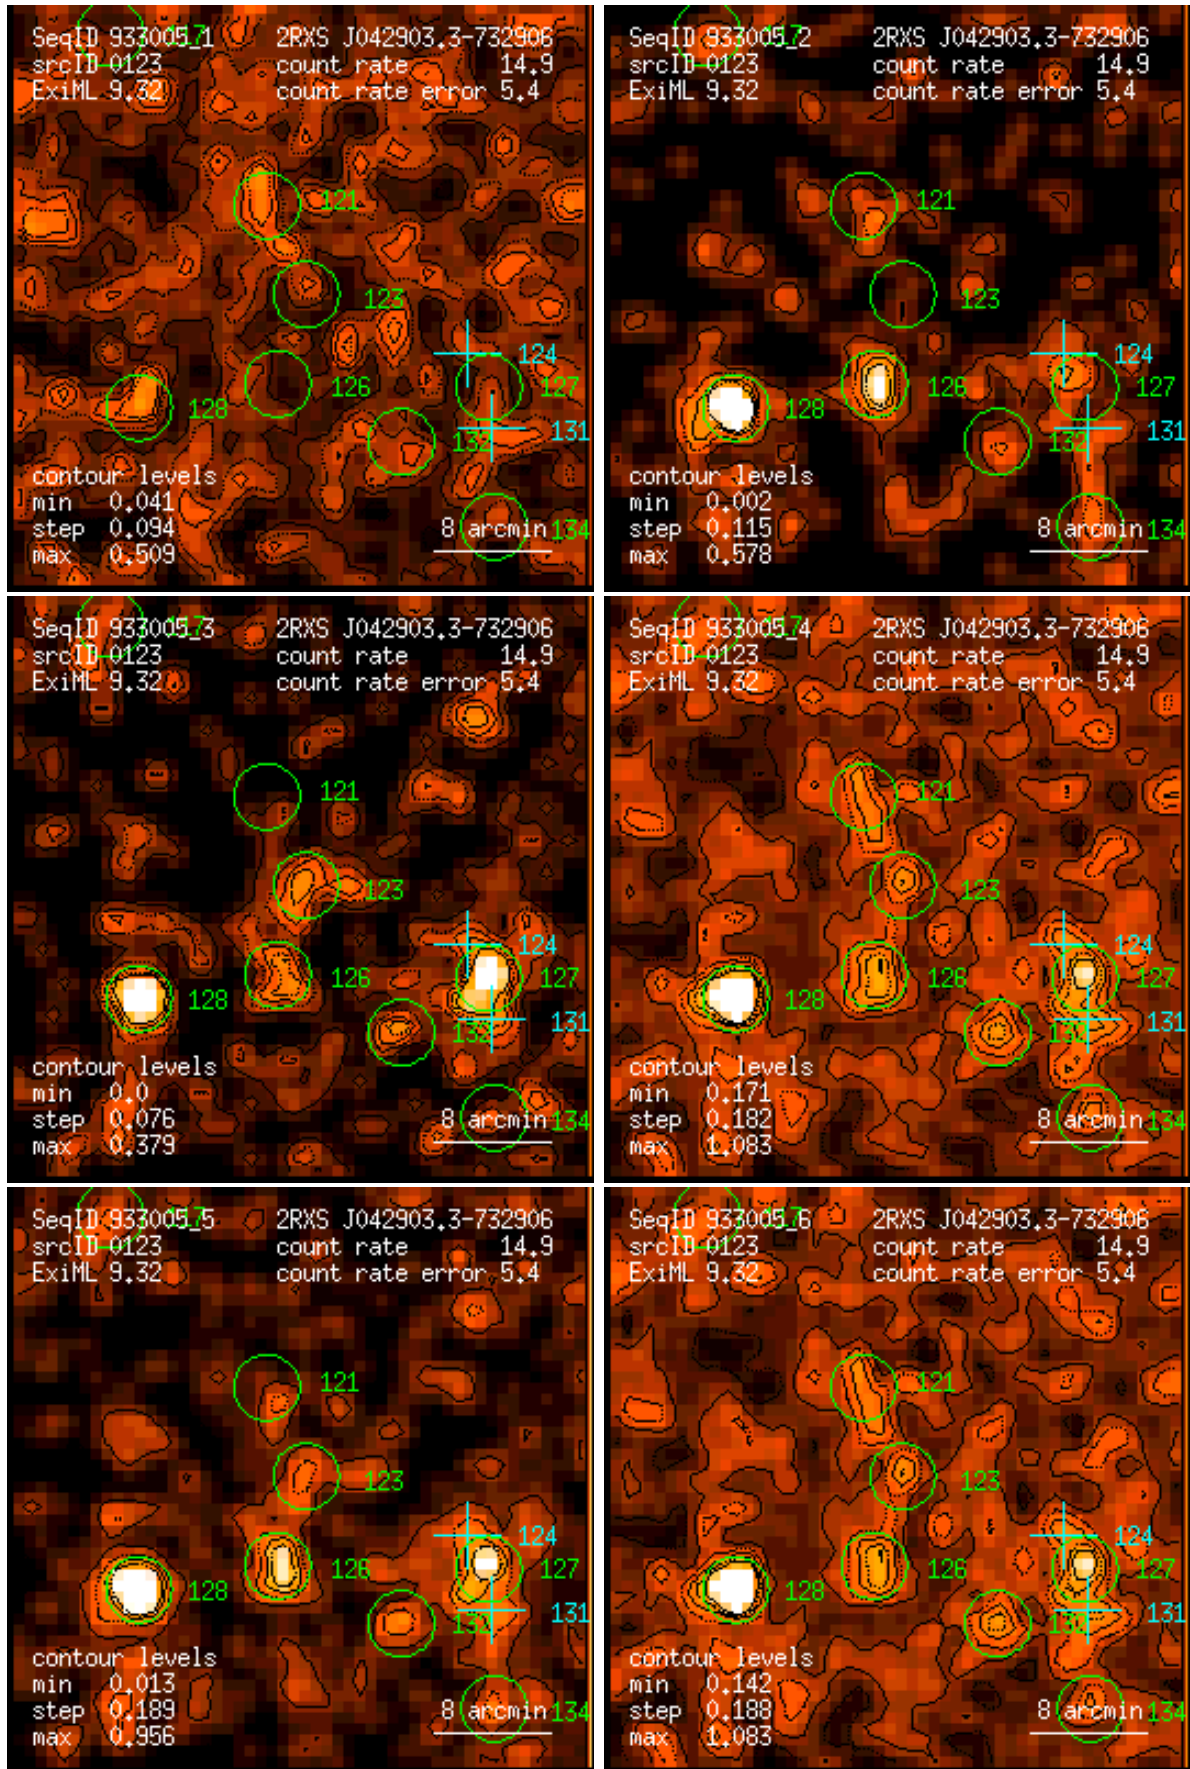 SeqID 933005_1 2RXS J042903.3-732906
srcID 0123 count rate 14.9
ExiML 9.32 count rate error 5.4
121
123
124
126 127
128
131
132
contour levels
min 0.041
step 0.094 8 arcmin 134
max 0.509
SeqID 933005_2 2RXS J042903.3-732906
srcID 0123 count rate 14.9
ExiML 9.32 count rate error 5.4
121
123
124
126 127
128
131
132
contour levels
min 0.002
step 0.115 8 arcmin 134
max 0.578
SeqID 933005_3 2RXS J042903.3-732906
srcID 0123 count rate 14.9
ExiML 9.32 count rate error 5.4
121
123
124
126 127
128
131
132
contour levels
min 0.0
step 0.076 8 arcmin 134
max 0.379
SeqID 933005_4 2RXS J042903.3-732906
srcID 0123 count rate 14.9
ExiML 9.32 count rate error 5.4
121
123
124
126 127
128
131
132
contour levels
min 0.171
step 0.182 8 arcmin 134
max 1.083
SeqID 933005_5 2RXS J042903.3-732906
srcID 0123 count rate 14.9
ExiML 9.32 count rate error 5.4
121
123
124
126 127
128
131
132
contour levels
min 0.013
step 0.189 8 arcmin 134
max 0.956
SeqID 933005_6 2RXS J042903.3-732906
srcID 0123 count rate 14.9
ExiML 9.32 count rate error 5.4
121
123
124
126 127
128
131
132
contour levels
min 0.142
step 0.188 8 arcmin 134
max 1.083